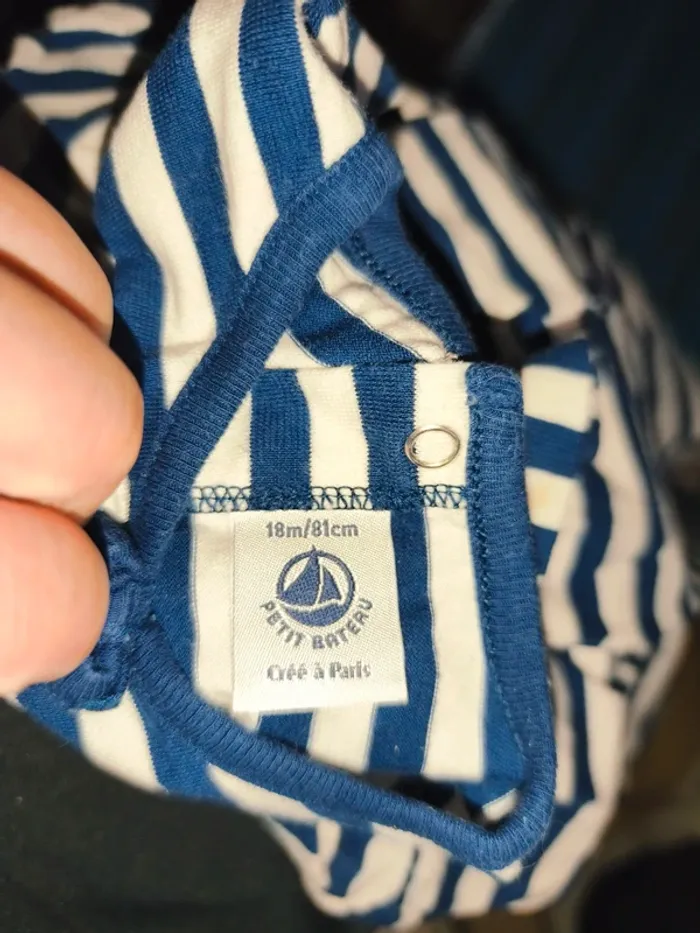 18m/81cm
PETIT BATEAU
Créé à Paris